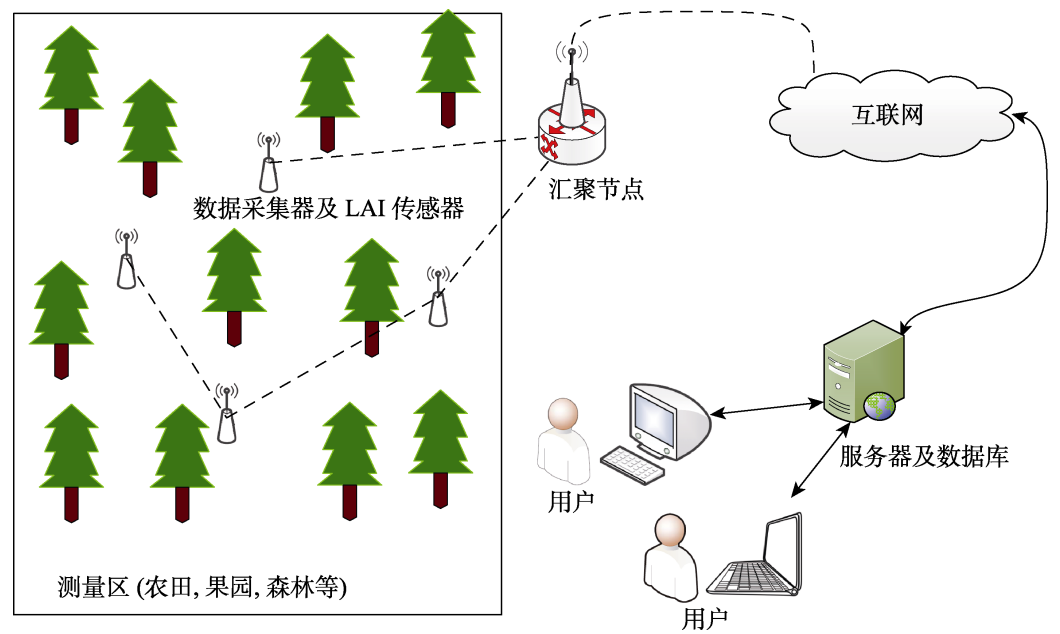 互联网
汇聚节点
数据采集器及 LAI 传感器
服务器及数据库
用户
用户
测量区 (农田, 果园, 森林等)